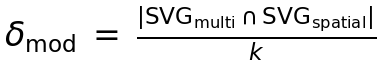 δ_mod = |SVG_multi ∩ SVG_spatial| / k